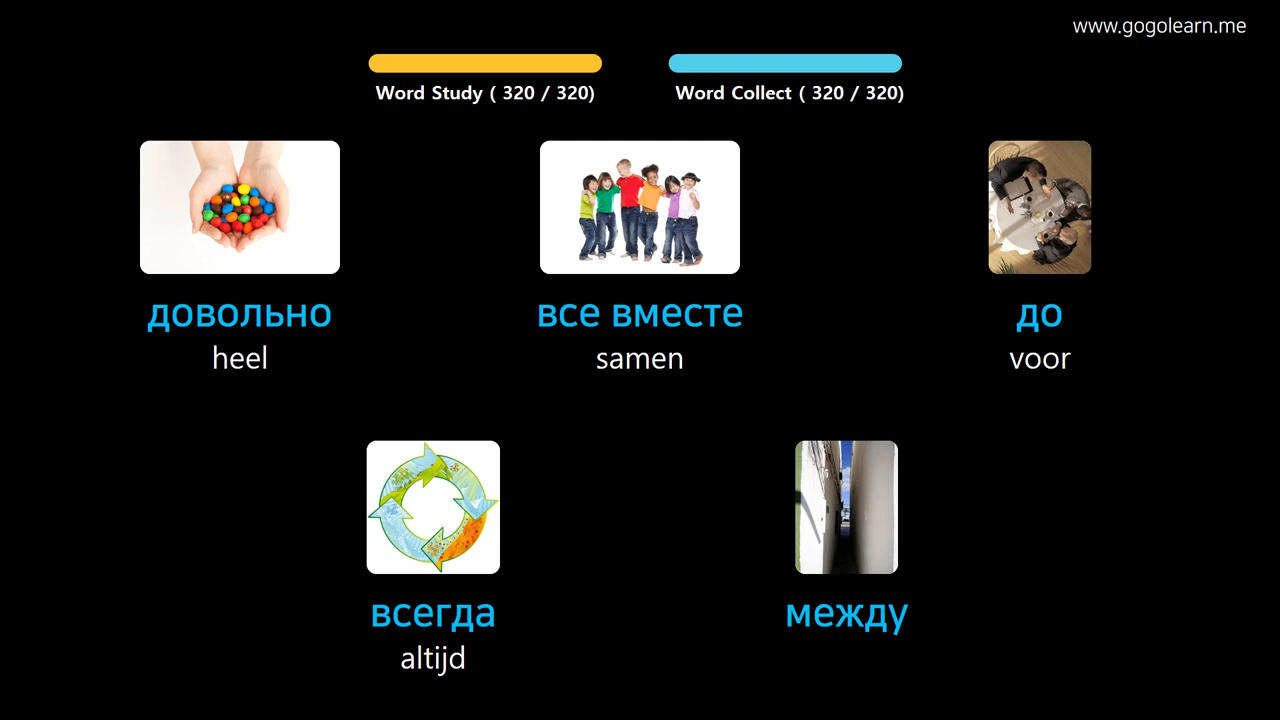 www.gogolearn.me
Word Study ( 320 / 320)
Word Collect ( 320 / 320)
довольно
heel
все вместе
samen
до
voor
всегда
altijd
между